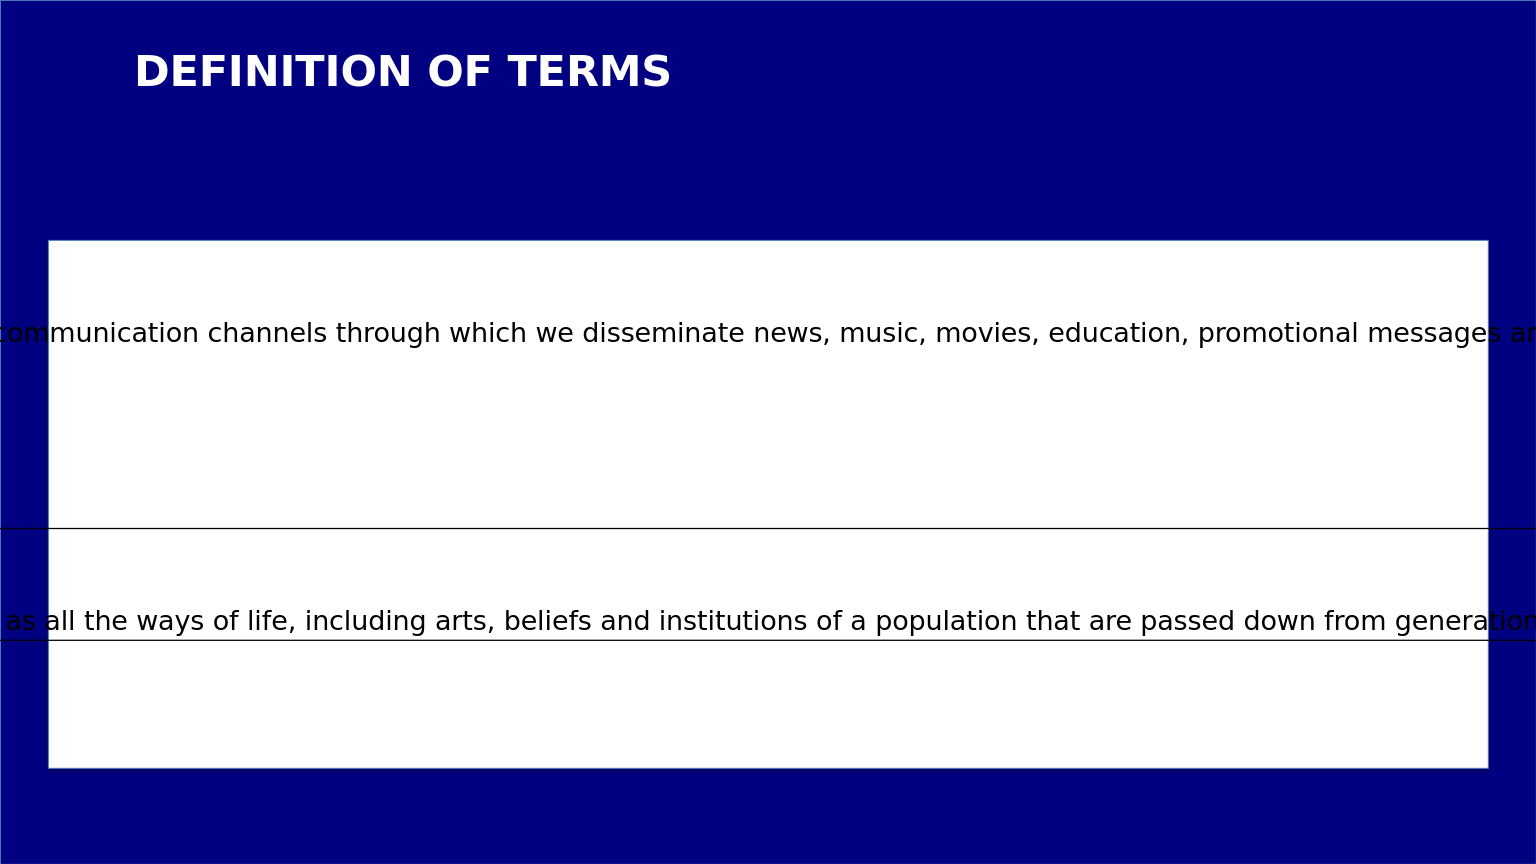 DEFINITION OF TERMS
communication channels through which we disseminate news, music, movies, education, promotional messages
as all the ways of life, including arts, beliefs and institutions of a population that are passed down from generation